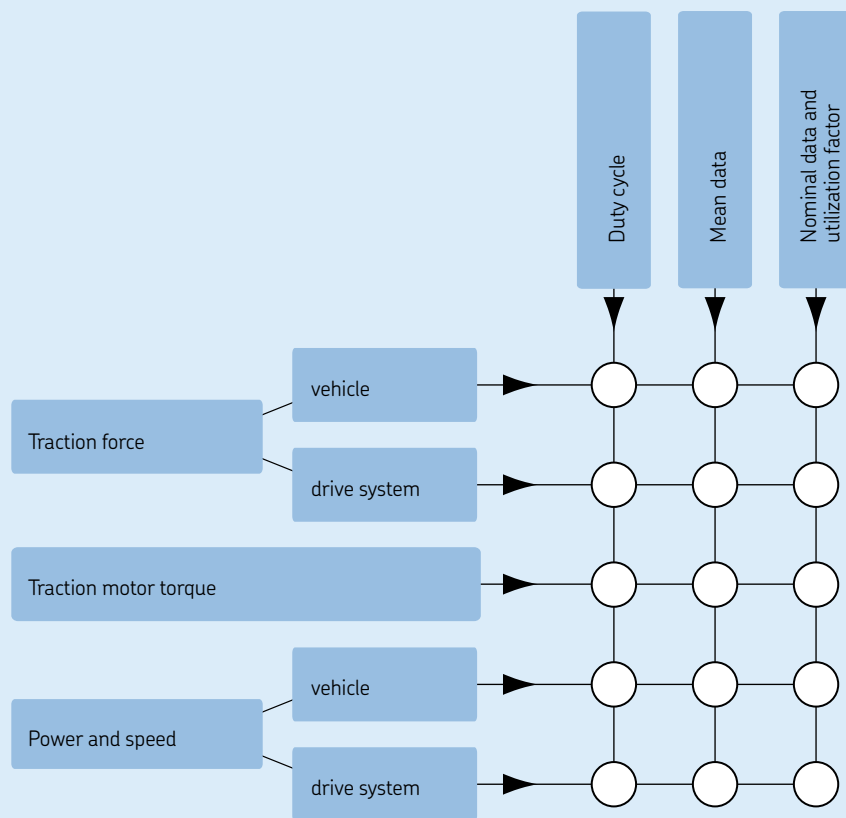 Duty cycle
Mean data
Nominal data and
utilization factor
vehicle
Traction force
drive system
Traction motor torque
vehicle
Power and speed
drive system